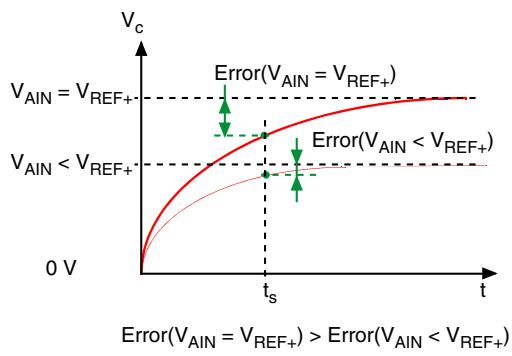 V_c
Error(V_AIN = V_REF+)
V_AIN = V_REF+
Error(V_AIN < V_REF+)
V_AIN < V_REF+
0 V
t_s
t
Error(V_AIN = V_REF+) > Error(V_AIN < V_REF+)